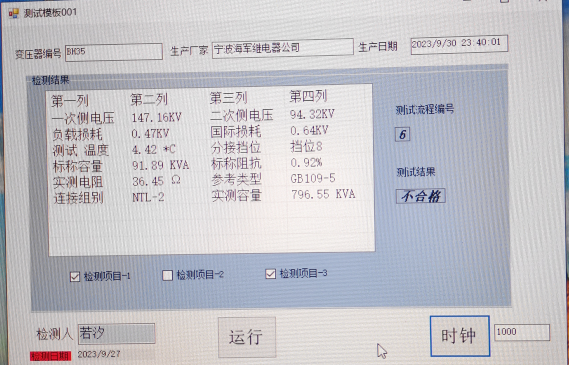 测试模板001
变压器编号 BH35 生产厂家 宁波海军继电器公司 生产日期 2023/9/30 23:40:01
检测结果
第一列 第二列 第三列 第四列
一次侧电压 147.16KV 二次侧电压 94.32KV
负载损耗 0.47KV 国际损耗 0.64KV
测试 温度 4.42 *C 分接挡位 挡位8
标称容量 91.89 KVA 标称阻抗 0.92%
实测电阻 36.45 Ω 参考类型 GB109-5
连接组别 NTL-2 实测容量 796.55 KVA
测试流程编号
6
测试结果
不合格
检测项目-1 检测项目-2 检测项目-3
检测人 若汐 运行 时钟 1000
检测日期 2023/9/27